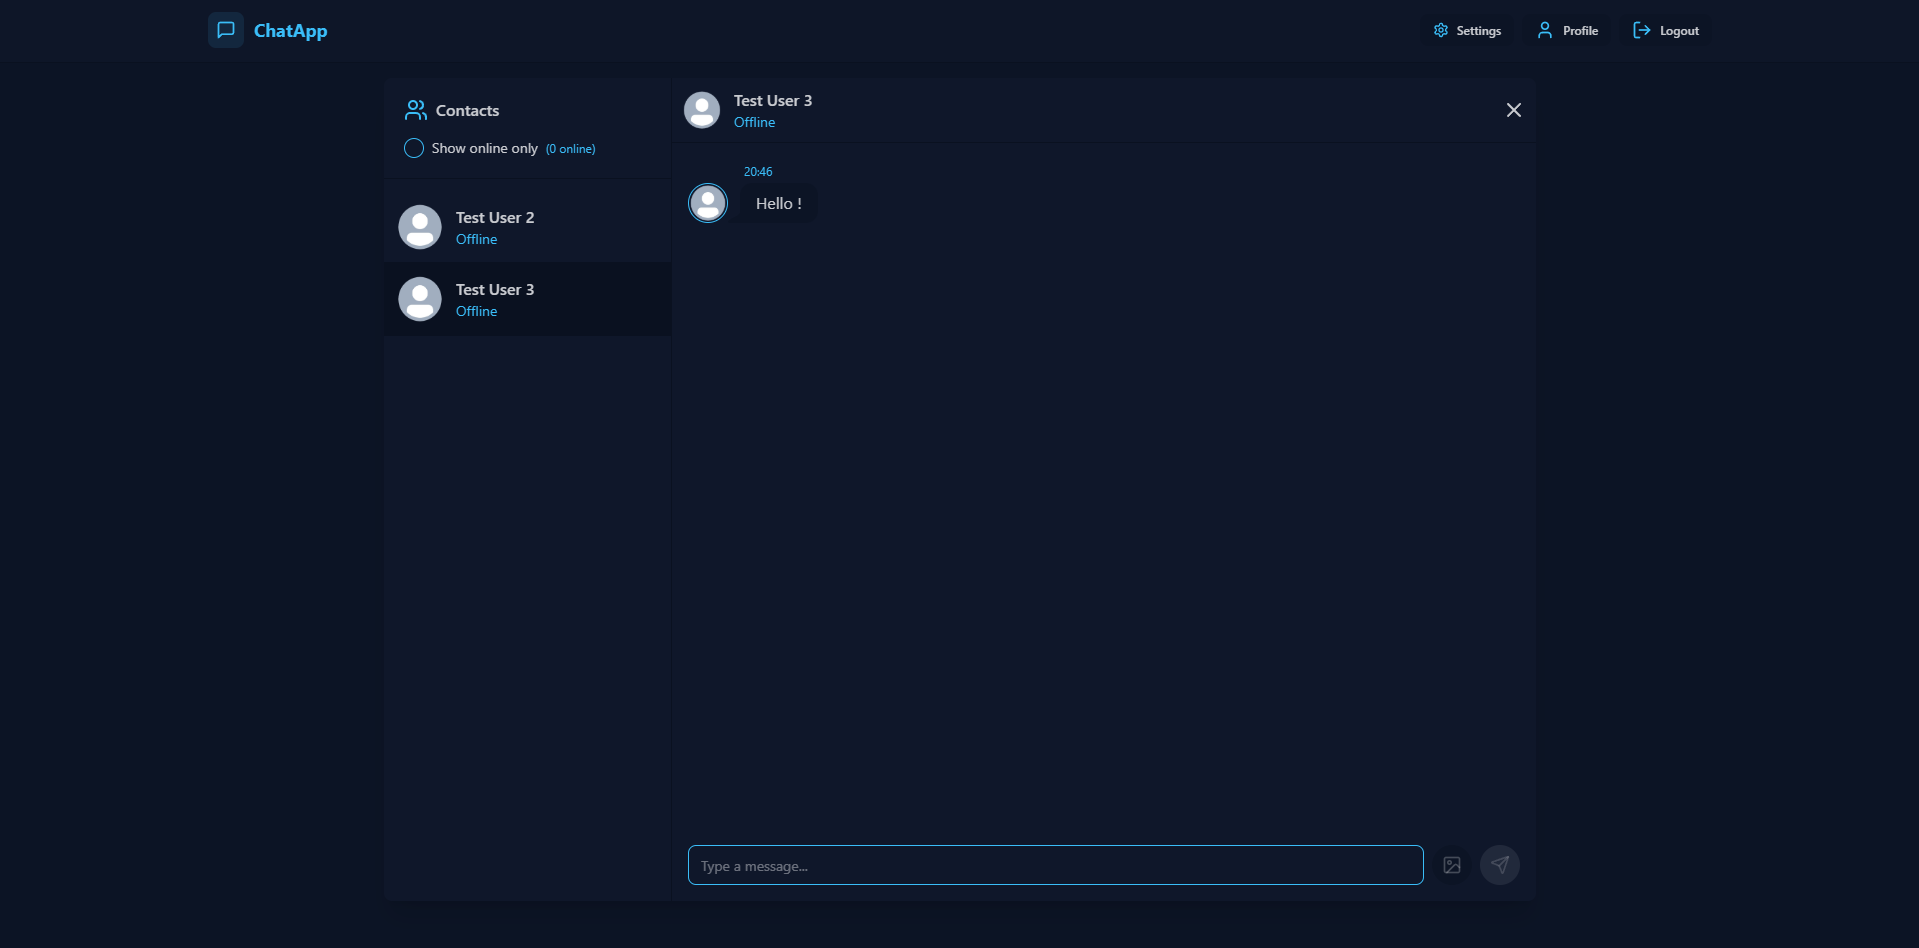 ChatApp
Settings
Profile
Logout
Contacts
Show online only (0 online)
Test User 2
Offline
Test User 3
Offline
Test User 3
Offline
20:46
Hello !
Type a message...